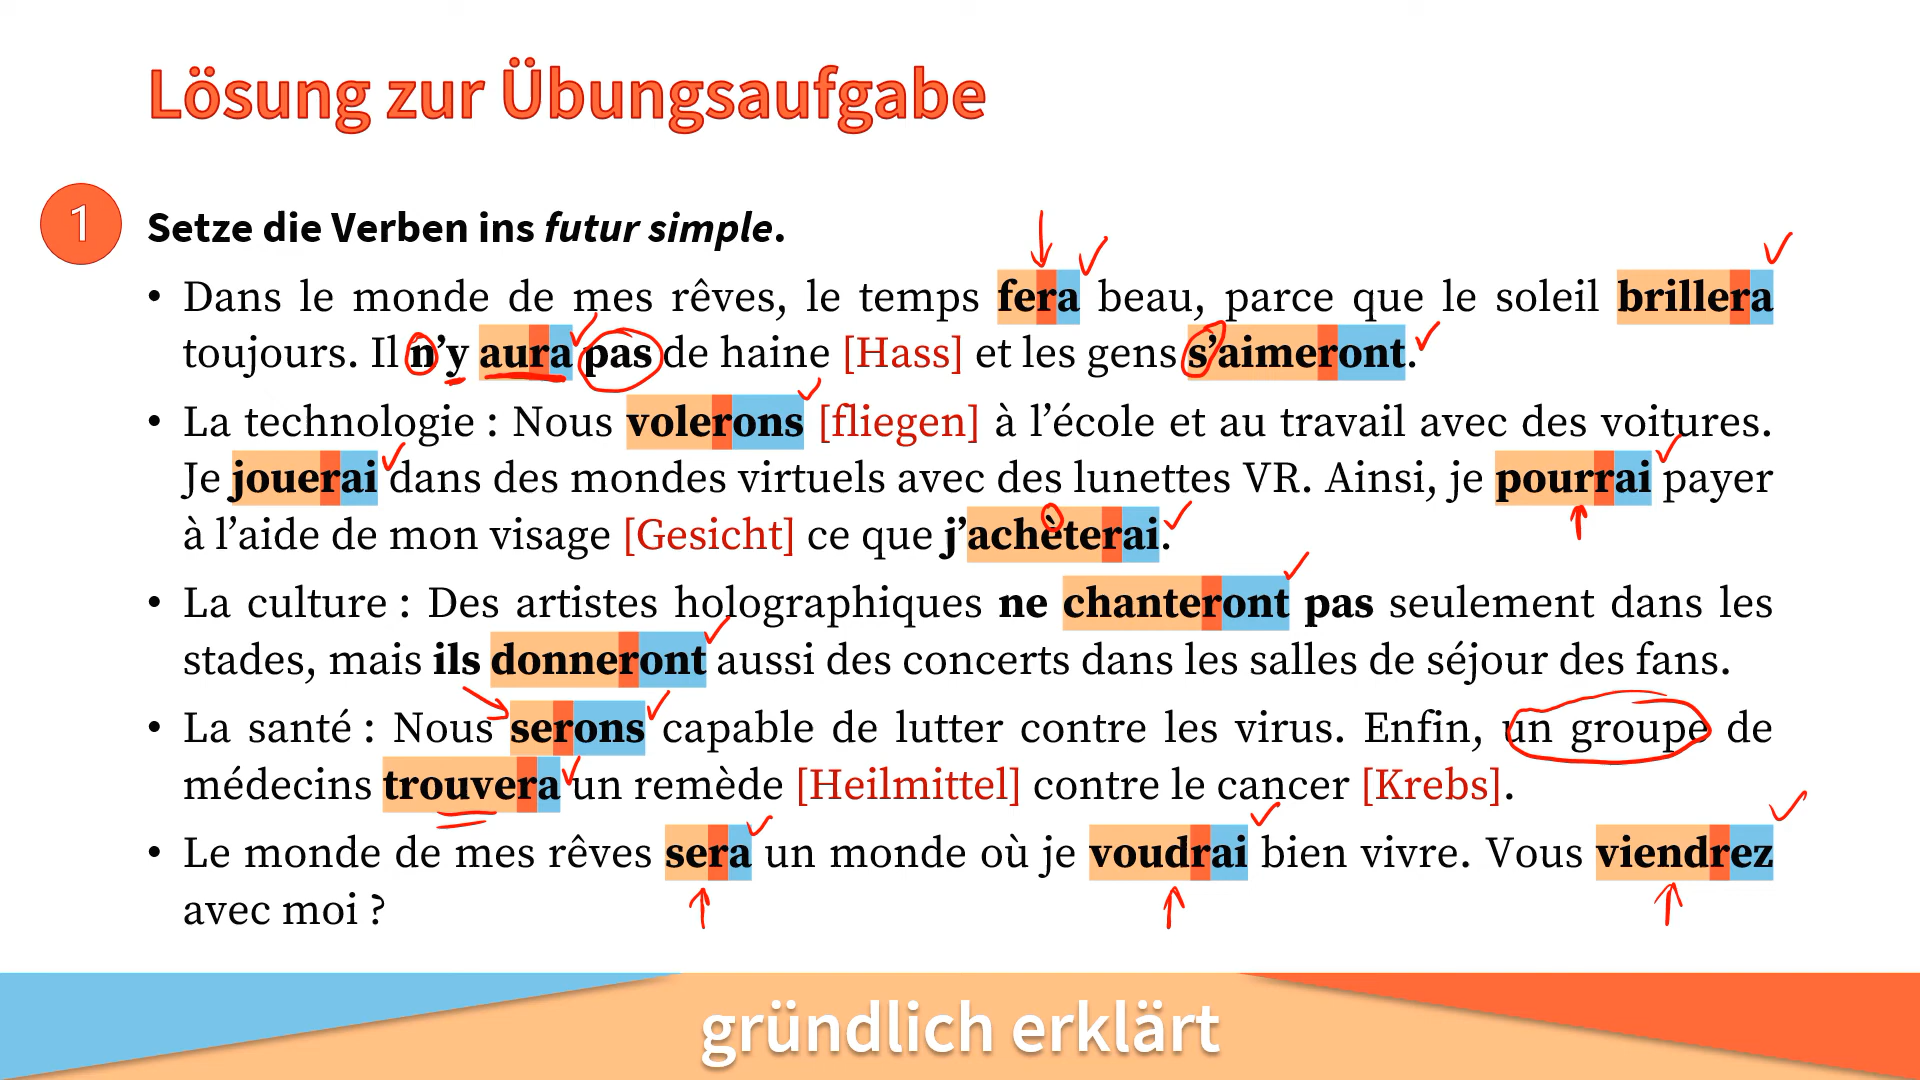 Lösung zur Übungsaufgabe
1
Setze die Verben ins futur simple.
• Dans le monde de mes rêves, le temps fera beau, parce que le soleil brillera
toujours. Il n’y aura pas de haine [Hass] et les gens s’aimeront.
• La technologie : Nous volerons [fliegen] à l’école et au travail avec des voitures.
Je jouerai dans des mondes virtuels avec des lunettes VR. Ainsi, je pourrai payer
à l’aide de mon visage [Gesicht] ce que j’achèterai.
• La culture : Des artistes holographiques ne chanteront pas seulement dans les
stades, mais ils donneront aussi des concerts dans les salles de séjour des fans.
• La santé : Nous serons capable de lutter contre les virus. Enfin, un groupe de
médecins trouvera un remède [Heilmittel] contre le cancer [Krebs].
• Le monde de mes rêves sera un monde où je voudrai bien vivre. Vous viendrez
avec moi ?
gründlich erklärt